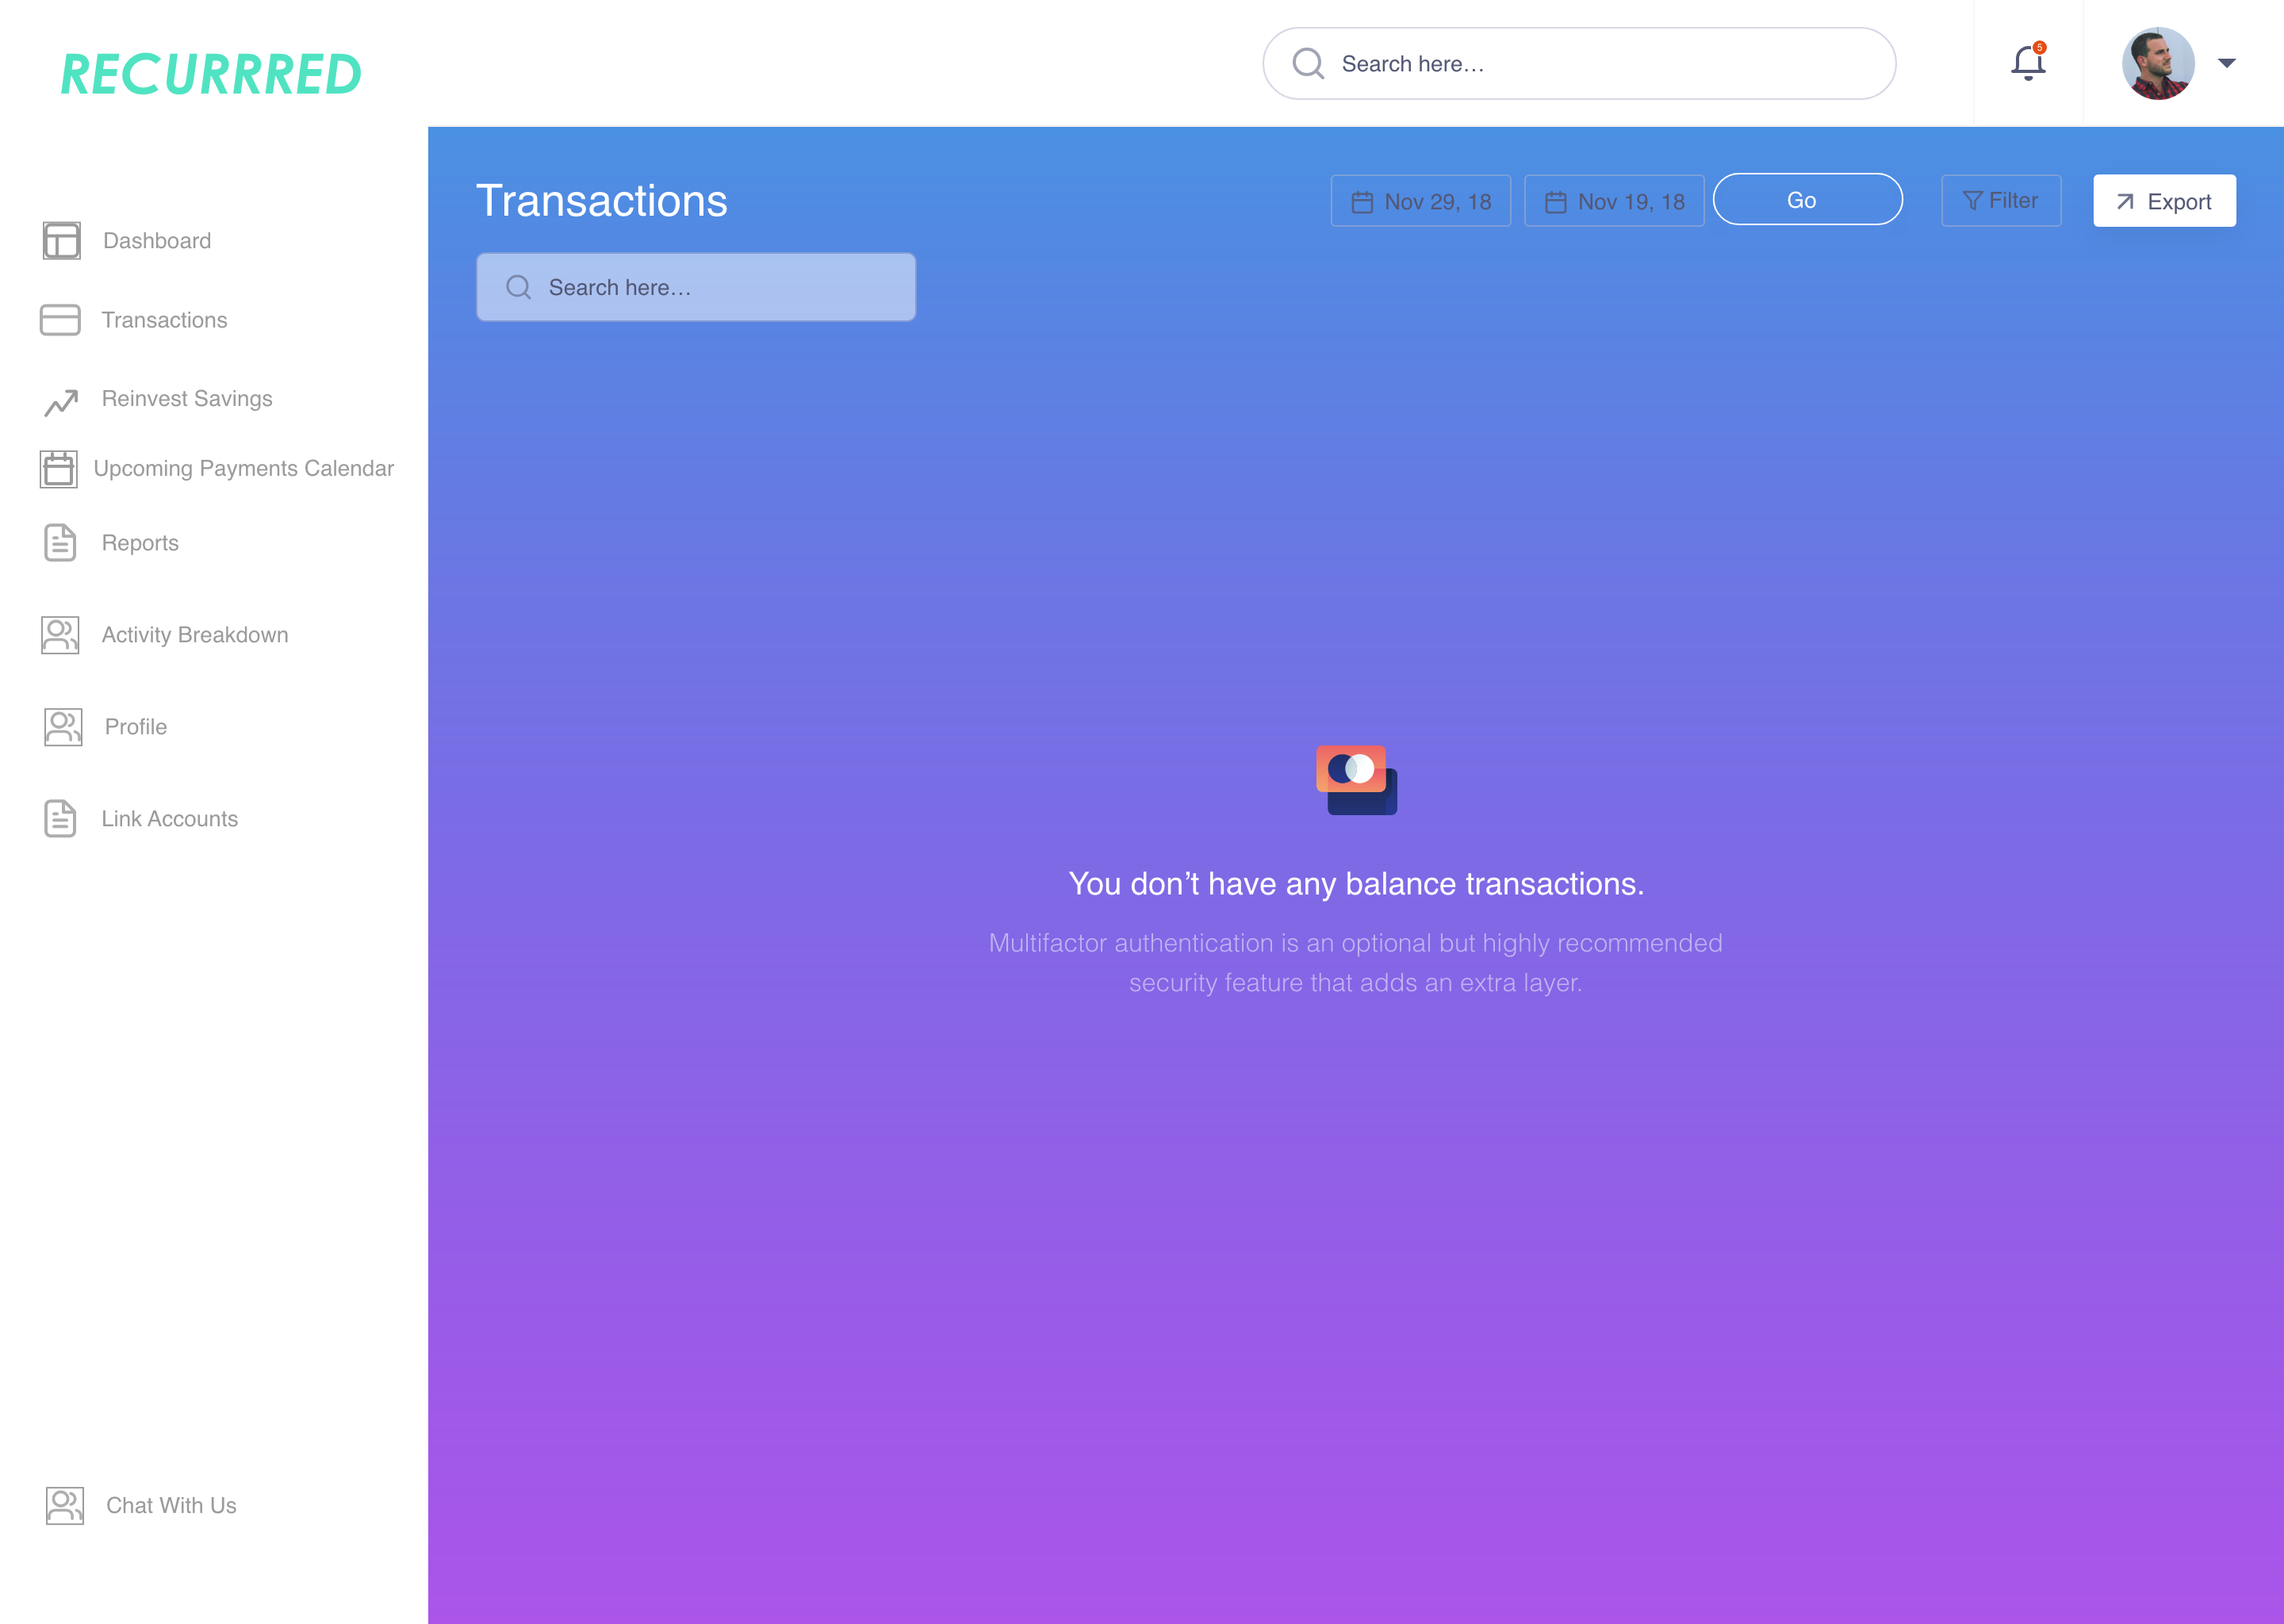 RECURRRED
Search here...
5
Transactions
Nov 29, 18
Nov 19, 18
Go
Filter
Export
Search here...
Dashboard
Transactions
Reinvest Savings
Upcoming Payments Calendar
Reports
Activity Breakdown
Profile
Link Accounts
You don’t have any balance transactions.
Multifactor authentication is an optional but highly recommended
security feature that adds an extra layer.
Chat With Us